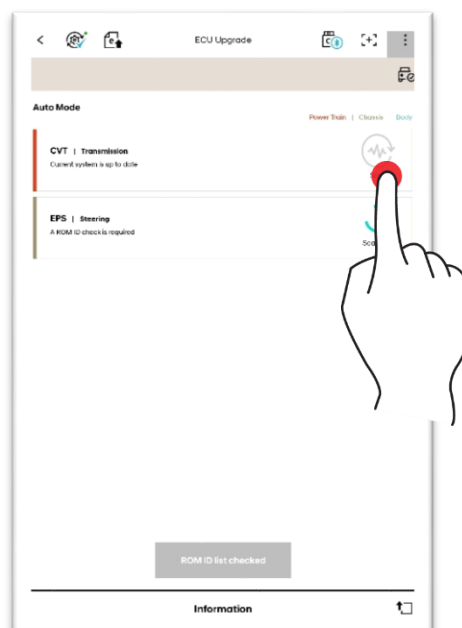 ECU Upgrade
Auto Mode
Power Train | Chassis Body
CVT | Transmission
Current system is up to date
EPS | Steering
A ROM ID check is required
ROM ID list checked
Information